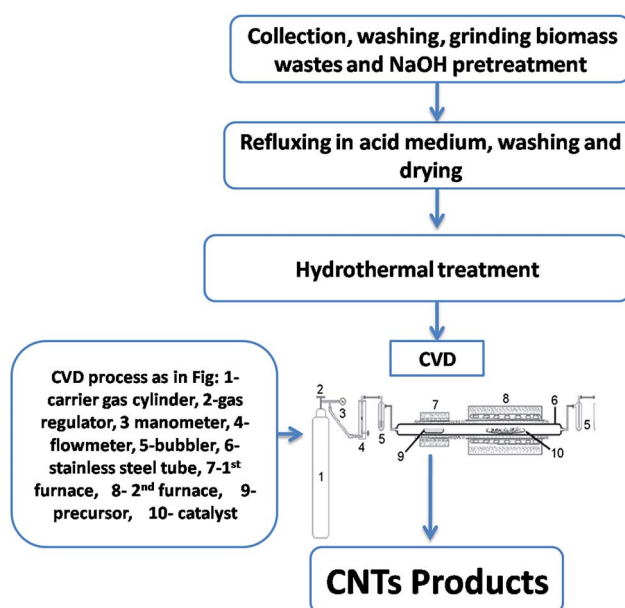 Collection, washing, grinding biomass
wastes and NaOH pretreatment
Refluxing in acid medium, washing and
drying
Hydrothermal treatment
CVD
CVD process as in Fig: 1-
carrier gas cylinder, 2-gas
regulator, 3 manometer, 4-
flowmeter, 5-bubbler, 6-
stainless steel tube, 7-1st
furnace, 8- 2nd furnace, 9-
precursor, 10- catalyst
2
3
4
5
1
7
8
6
5
9
10
CNTs Products